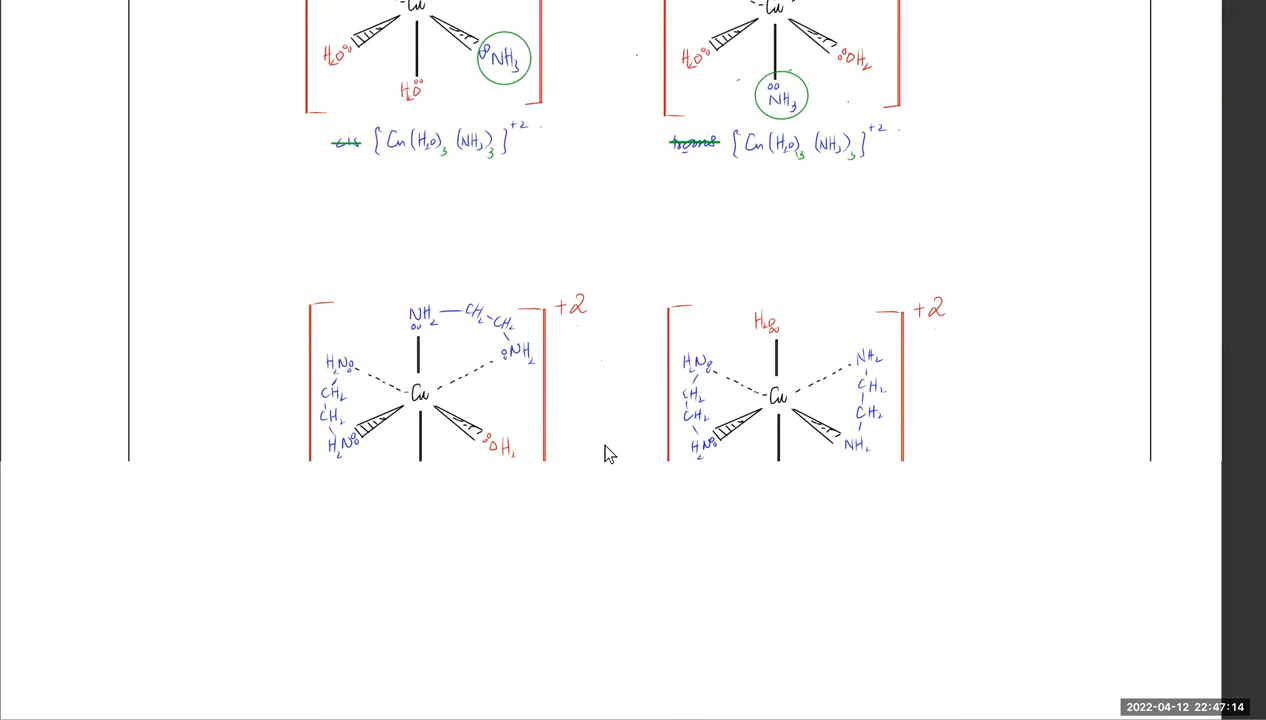 Cu Cu
H₂O NH₃ H₂O OH₂
H₂O NH₃
cis [Cu(H₂O)₃(NH₃)₃]⁺² trans [Cu(H₂O)₃(NH₃)₃]⁺²
NH₂ — CH₂ +2 H₂O +2
CH₂
H₂N NH₂ H₂N NH₂
CH₂ Cu CH₂ Cu CH₂
CH₂ CH₂ CH₂
H₂N OH₂ H₂N NH₂
2022-04-12 22:47:14